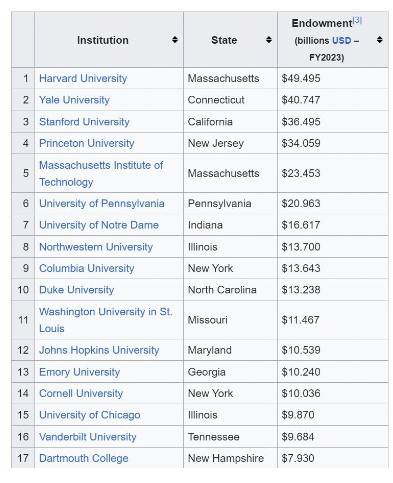 Institution State Endowment[3] (billions USD – FY2023)
1 Harvard University Massachusetts $49.495
2 Yale University Connecticut $40.747
3 Stanford University California $36.495
4 Princeton University New Jersey $34.059
5 Massachusetts Institute of Technology Massachusetts $23.453
6 University of Pennsylvania Pennsylvania $20.963
7 University of Notre Dame Indiana $16.617
8 Northwestern University Illinois $13.700
9 Columbia University New York $13.643
10 Duke University North Carolina $13.238
11 Washington University in St. Louis Missouri $11.467
12 Johns Hopkins University Maryland $10.539
13 Emory University Georgia $10.240
14 Cornell University New York $10.036
15 University of Chicago Illinois $9.870
16 Vanderbilt University Tennessee $9.684
17 Dartmouth College New Hampshire $7.930